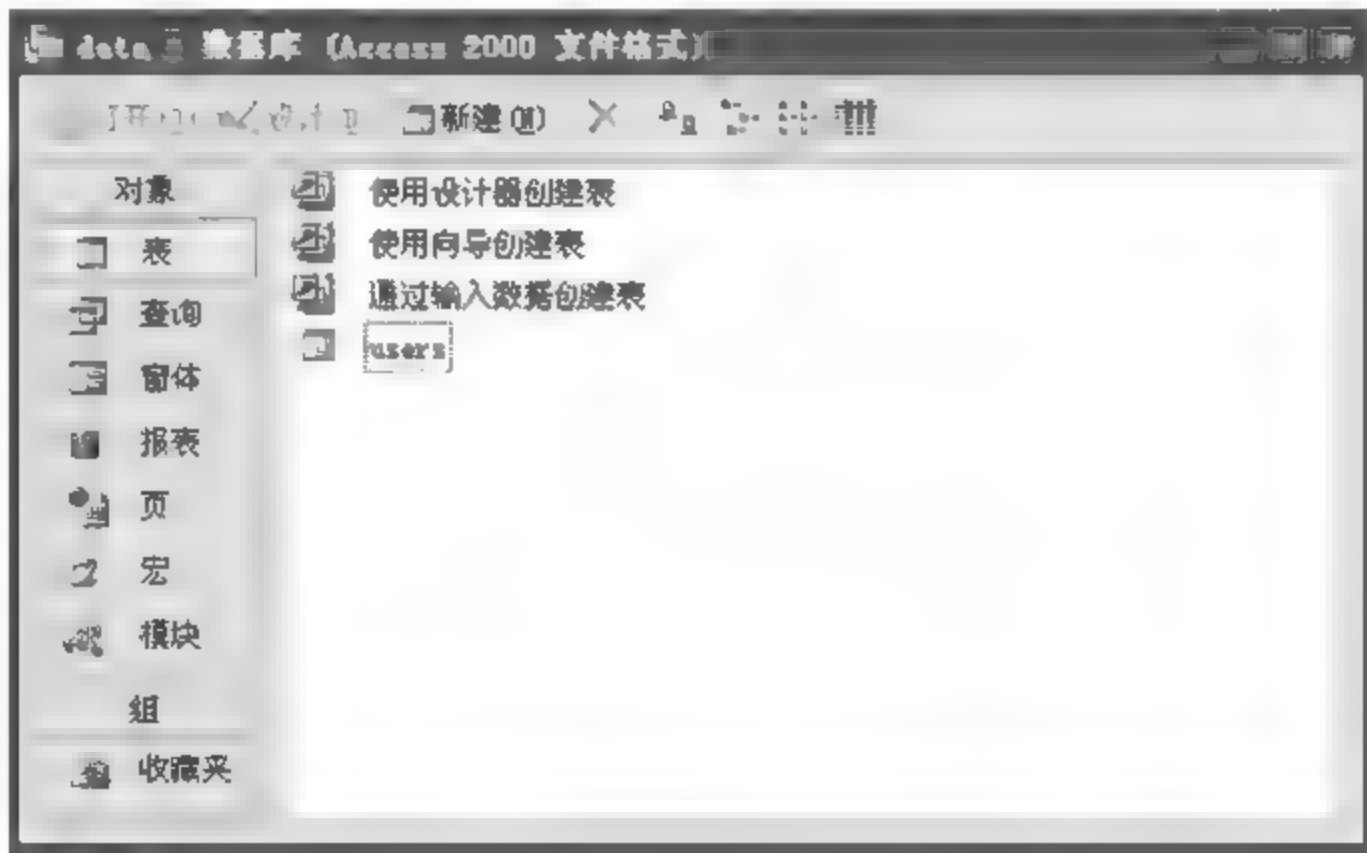 data : 数据库 (Access 2000 文件格式)
新建(N)
对象
表
查询
窗体
报表
页
宏
模块
组
收藏夹
使用设计器创建表
使用向导创建表
通过输入数据创建表
users